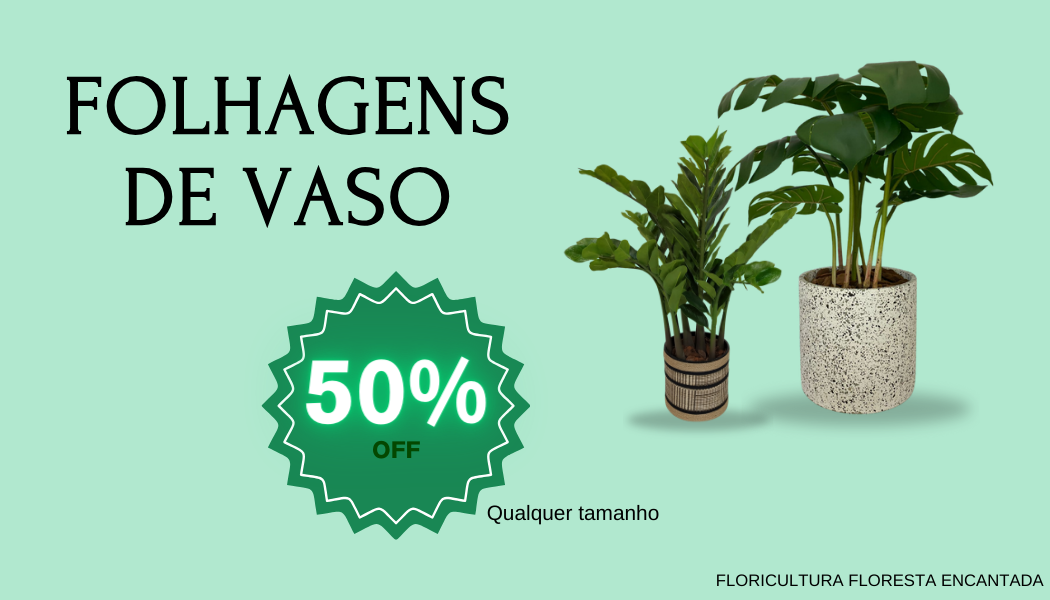 FOLHAGENS
DE VASO
50%
OFF
Qualquer tamanho
FLORICULTURA FLORESTA ENCANTADA